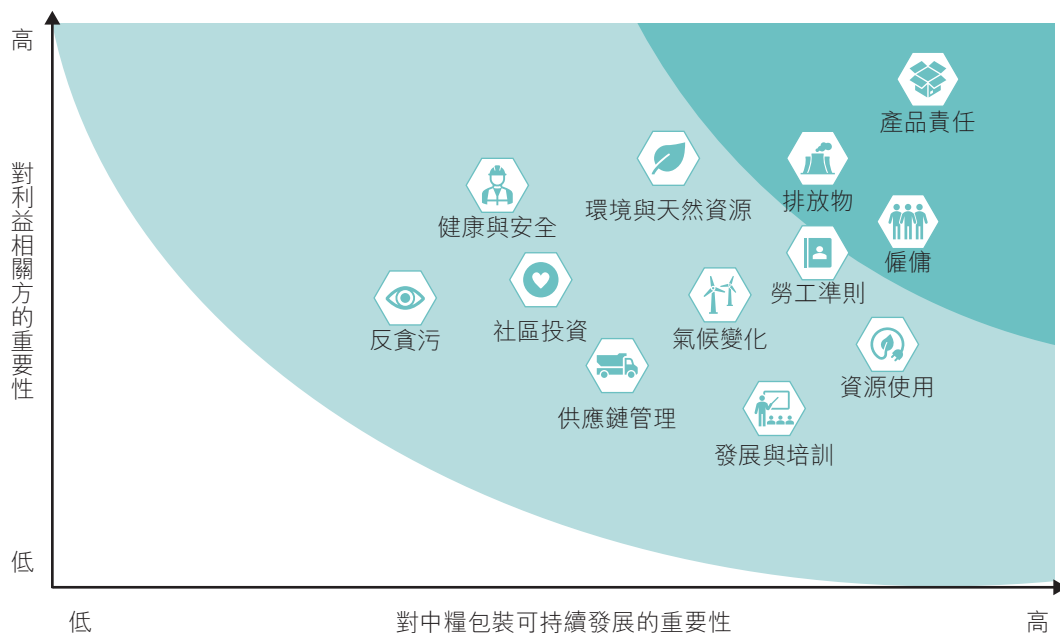 高
對利益相關方的重要性
低
產品責任
排放物
環境與天然資源
健康與安全
僱傭
勞工準則
社區投資
氣候變化
反貪污
資源使用
供應鏈管理
發展與培訓
低
對中糧包裝可持續發展的重要性
高